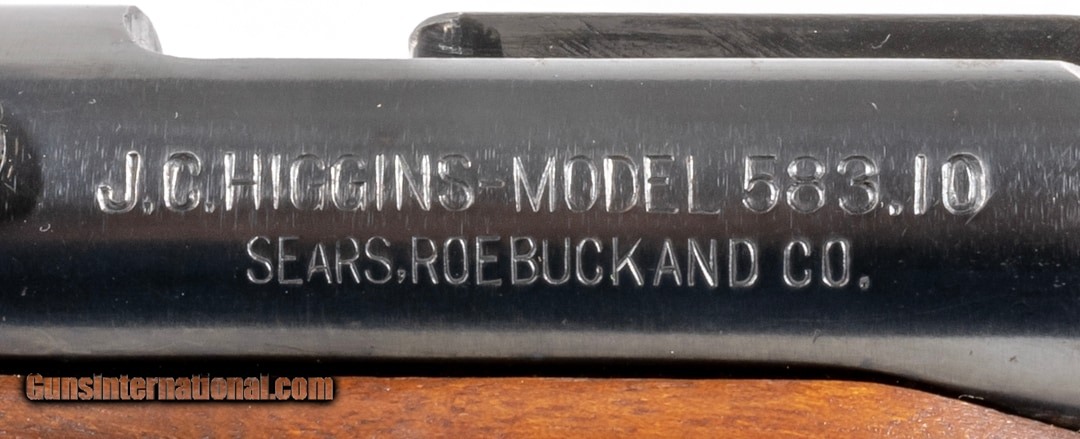 J.C. HIGGINS-MODEL 583.10
SEARS, ROEBUCK AND CO.
GunsInternational.com